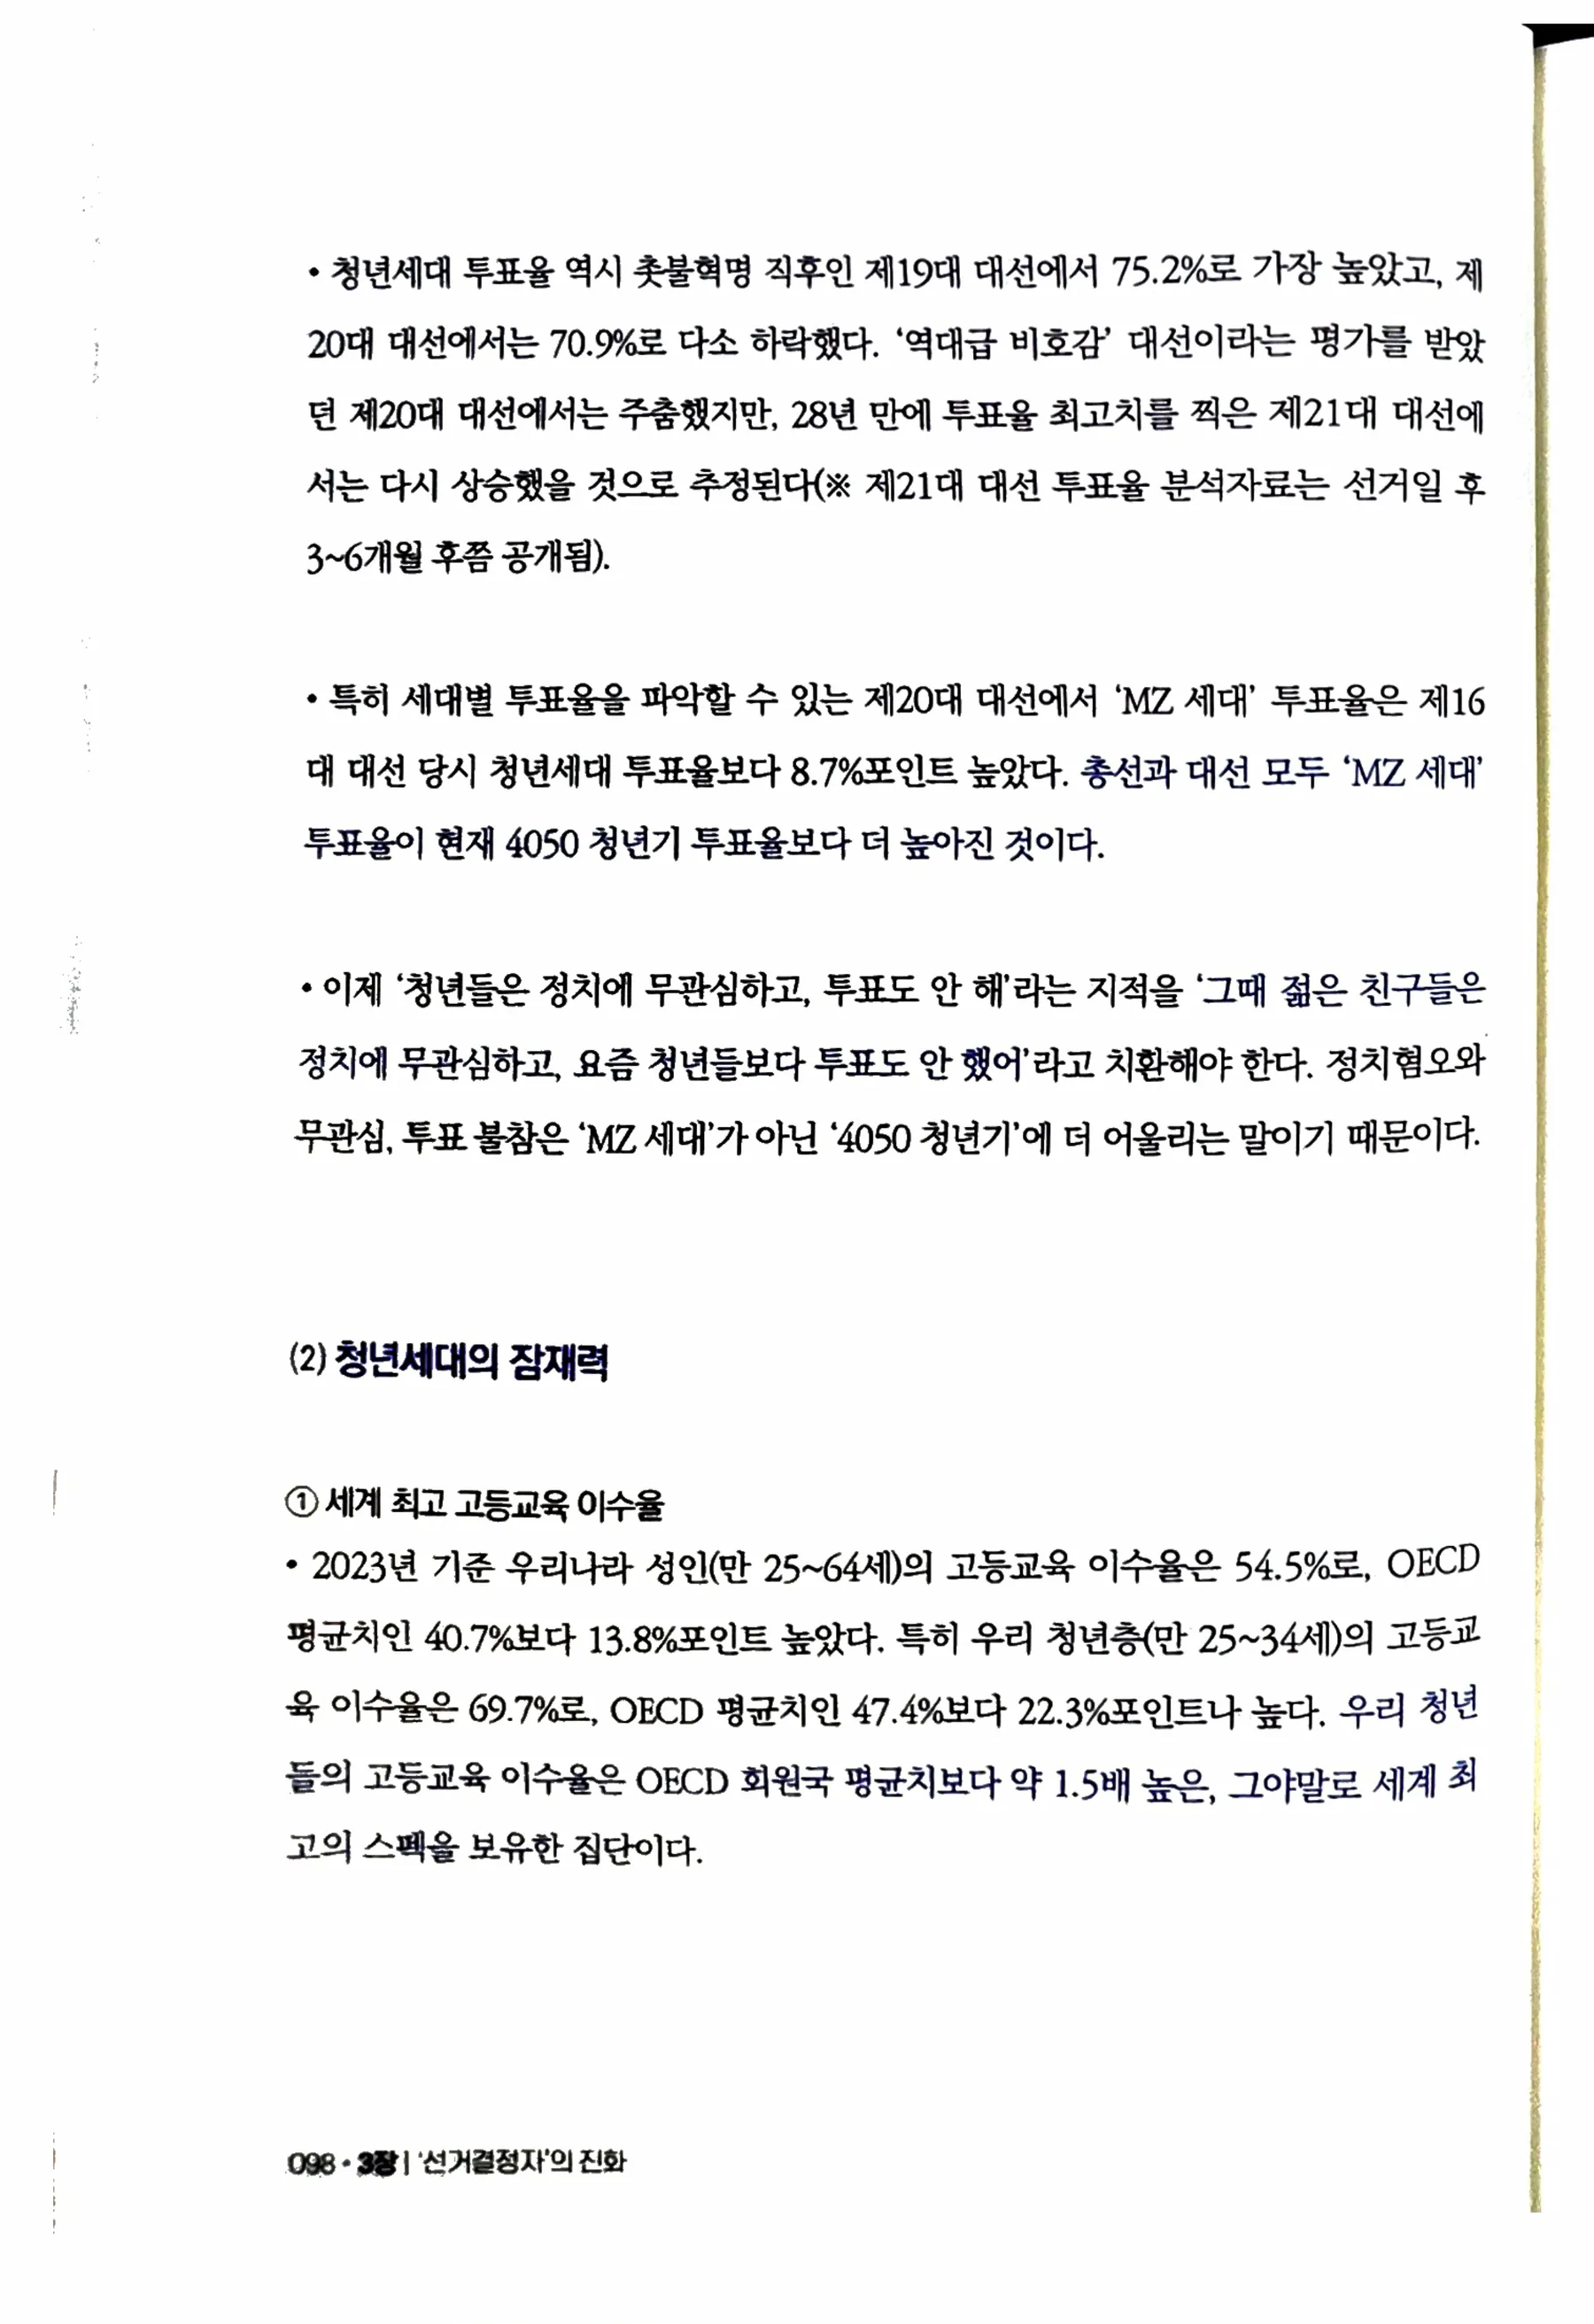 • 청년세대 투표율 역시 촛불혁명 직후인 제19대 대선에서 75.2%로 가장 높았고, 제
20대 대선에서는 70.9%로 다소 하락했다. ‘역대급 비호감’ 대선이라는 평가를 받았
던 제20대 대선에서는 주춤했지만, 28년 만에 투표율 최고치를 찍은 제21대 대선에
서는 다시 상승했을 것으로 추정된다(※ 제21대 대선 투표율 분석자료는 선거일 후
3~6개월 후쯤 공개됨).
• 특히 세대별 투표율을 파악할 수 있는 제20대 대선에서 ‘MZ 세대’ 투표율은 제16
대 대선 당시 청년세대 투표율보다 8.7%포인트 높았다. 총선과 대선 모두 ‘MZ 세대’
투표율이 현재 4050 청년기 투표율보다 더 높아진 것이다.
• 이제 ‘청년들은 정치에 무관심하고, 투표도 안 해’라는 지적을 ‘그때 젊은 친구들은
정치에 무관심하고, 요즘 청년들보다 투표도 안 했어’라고 치환해야 한다. 정치혐오와
무관심, 투표 불참은 ‘MZ 세대’가 아닌 ‘4050 청년기’에 더 어울리는 말이기 때문이다.
(2) 청년세대의 잠재력
① 세계 최고 고등교육 이수율
• 2023년 기준 우리나라 성인(만 25~64세)의 고등교육 이수율은 54.5%로, OECD
평균치인 40.7%보다 13.8%포인트 높았다. 특히 우리 청년층(만 25~34세)의 고등교
육 이수율은 69.7%로, OECD 평균치인 47.4%보다 22.3%포인트나 높다. 우리 청년
들의 고등교육 이수율은 OECD 회원국 평균치보다 약 1.5배 높은, 그야말로 세계 최
고의 스펙을 보유한 집단이다.
098 • 3장 | ‘선거결정자’의 진화